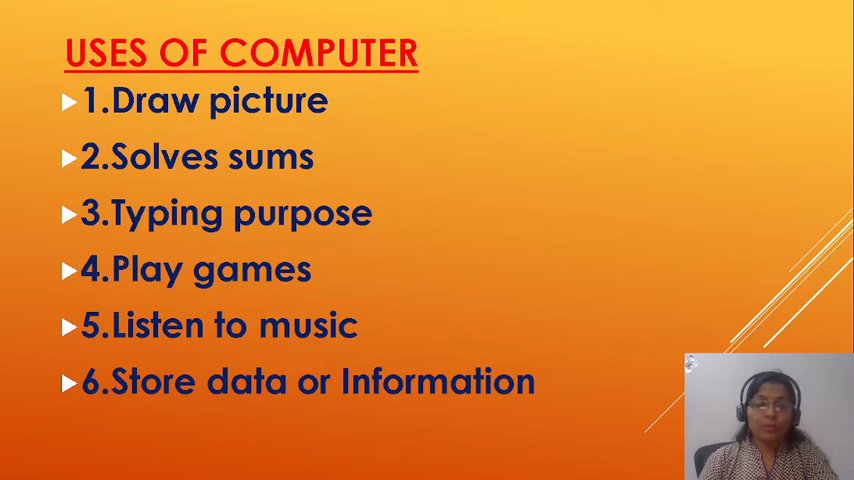 USES OF COMPUTER
1.Draw picture
2.Solves sums
3.Typing purpose
4.Play games
5.Listen to music
6.Store data or Information